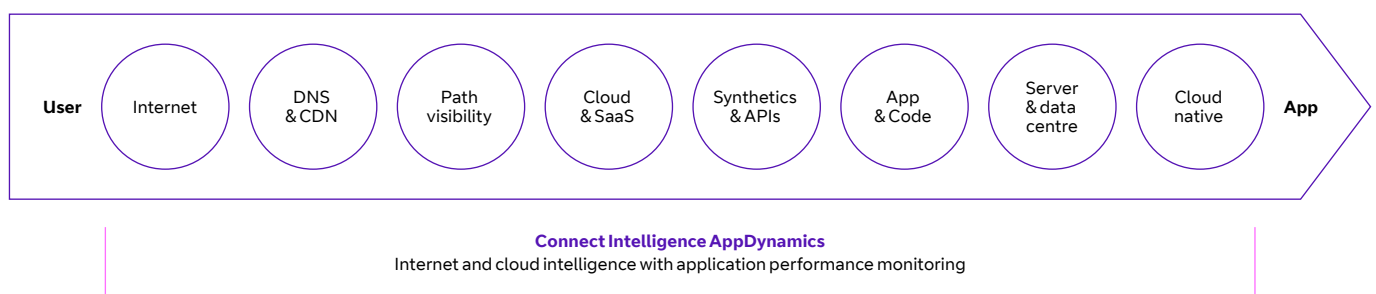 User
Internet
DNS
& CDN
Path
visibility
Cloud
& SaaS
Synthetics
& APIs
App
& Code
Server
& data
centre
Cloud
native
App
Connect Intelligence AppDynamics
Internet and cloud intelligence with application performance monitoring